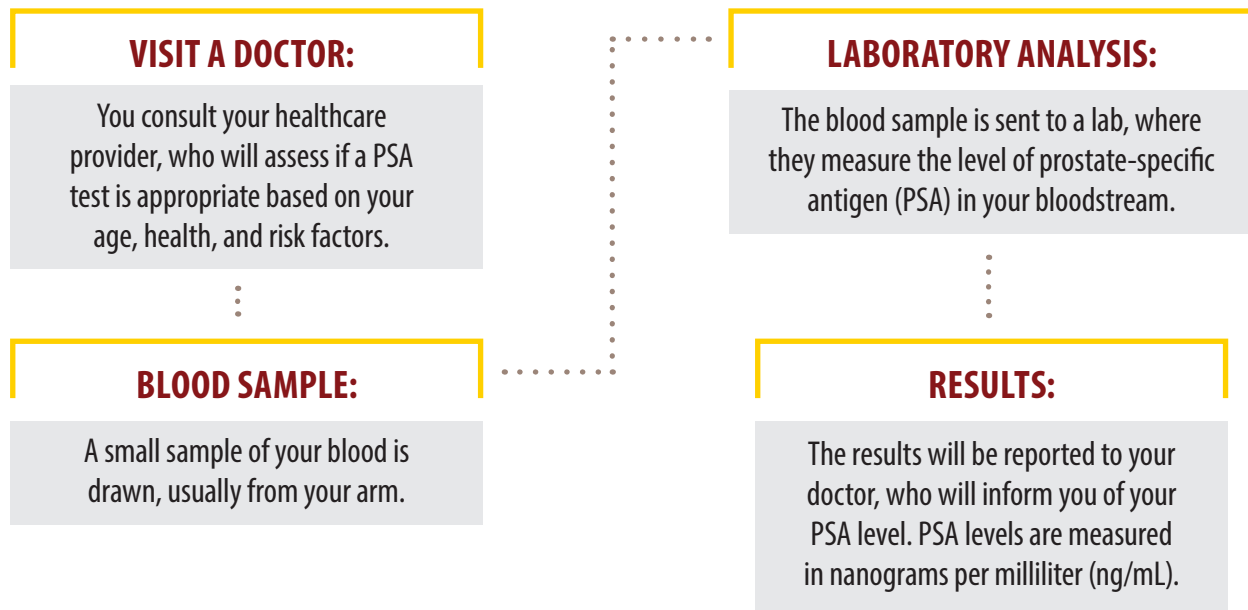 VISIT A DOCTOR:
You consult your healthcare
provider, who will assess if a PSA
test is appropriate based on your
age, health, and risk factors.
BLOOD SAMPLE:
A small sample of your blood is
drawn, usually from your arm.
LABORATORY ANALYSIS:
The blood sample is sent to a lab, where
they measure the level of prostate-specific
antigen (PSA) in your bloodstream.
RESULTS:
The results will be reported to your
doctor, who will inform you of your
PSA level. PSA levels are measured
in nanograms per milliliter (ng/mL).